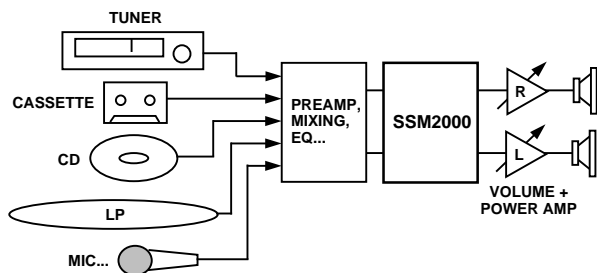 TUNER
CASSETTE
CD
LP
MIC...
PREAMP,
MIXING,
EQ...
SSM2000
R
L
VOLUME +
POWER AMP